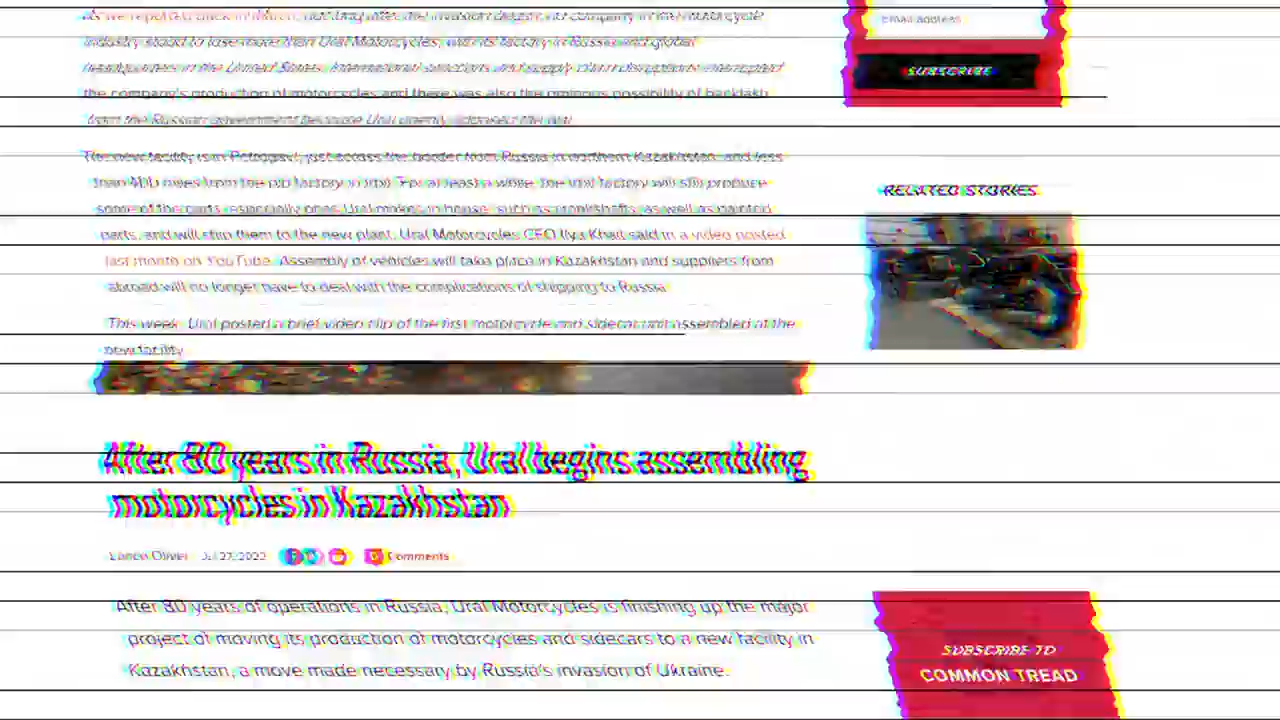 As we reported back in March, not long after the invasion began, no company in the motorcycle
industry stood to lose more than Ural Motorcycles, with its factory in Russia and global
headquarters in the United States. International sanctions and supply chain disruptions interrupted
the company's production of motorcycles and there was also the ominous possibility of backlash
from the Russian government because Ural openly opposed the war.
The new facility is in Petropavl, just across the border from Russia in northern Kazakhstan, and less
than 400 miles from the old factory in Irbit. For at least a while, the Irbit factory will still produce
some of the parts, especially ones Ural makes in house, such as crankshafts, as well as painted
parts, and will ship them to the new plant, Ural Motorcycles CEO Ilya Khait said in a video posted
last month on YouTube. Assembly of vehicles will take place in Kazakhstan and suppliers from
abroad will no longer have to deal with the complications of shipping to Russia.
This week, Ural posted a brief video clip of the first motorcycle and sidecar unit assembled at the
new facility.
After 80 years in Russia, Ural begins assembling
motorcycles in Kazakhstan
Lance Oliver Jul 27, 2022 Comments
After 80 years of operations in Russia, Ural Motorcycles is finishing up the major
project of moving its production of motorcycles and sidecars to a new facility in
Kazakhstan, a move made necessary by Russia's invasion of Ukraine.
Email address
SUBSCRIBE
RELATED STORIES
SUBSCRIBE TO
COMMON TREAD